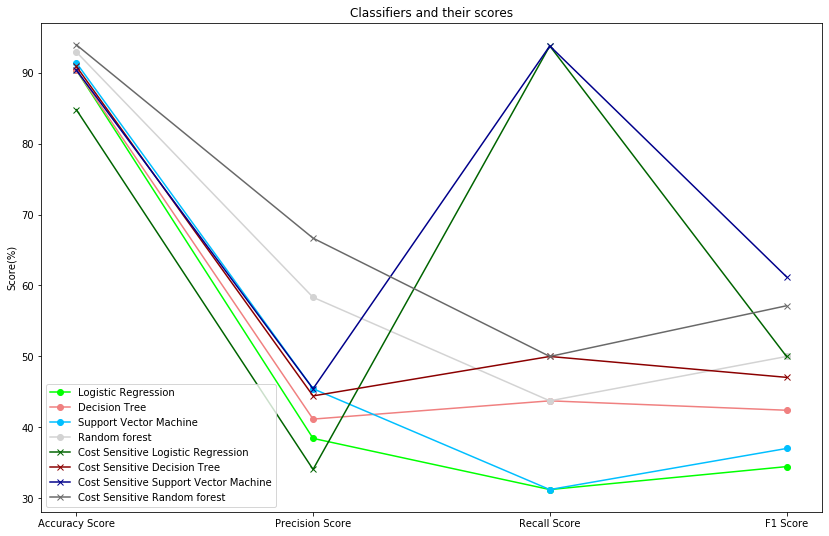 Classifiers and their scores
Score(%)
90
80
70
60
50
40
30
Logistic Regression
Decision Tree
Support Vector Machine
Random forest
Cost Sensitive Logistic Regression
Cost Sensitive Decision Tree
Cost Sensitive Support Vector Machine
Cost Sensitive Random forest
Accuracy Score
Precision Score
Recall Score
F1 Score